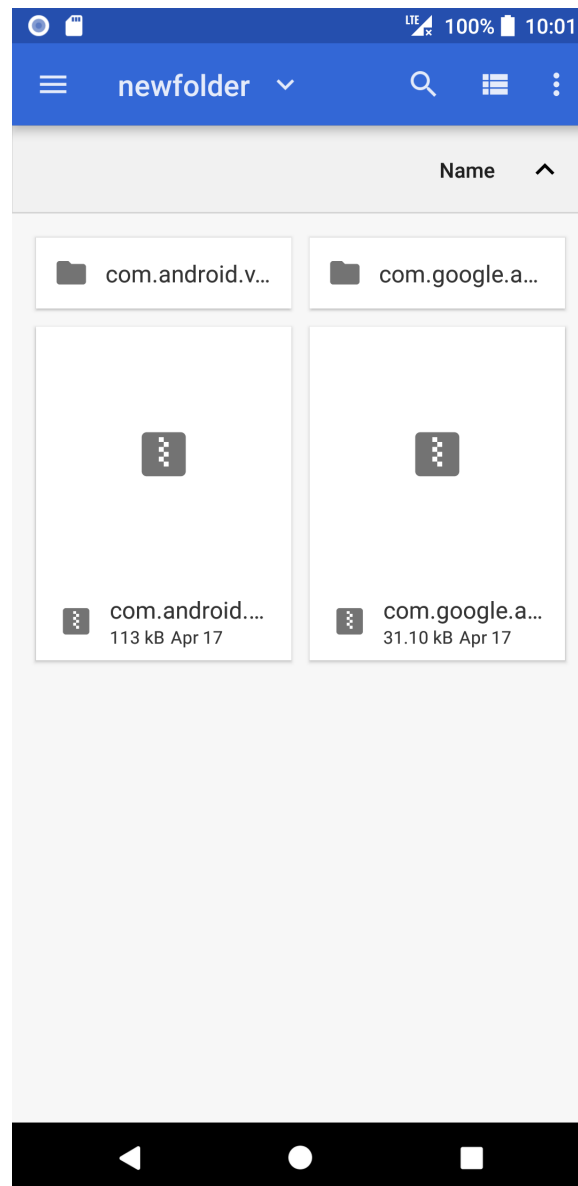 LTE 100% 10:01
newfolder
Name
com.android.v...
com.google.a...
com.android....
113 kB Apr 17
com.google.a...
31.10 kB Apr 17